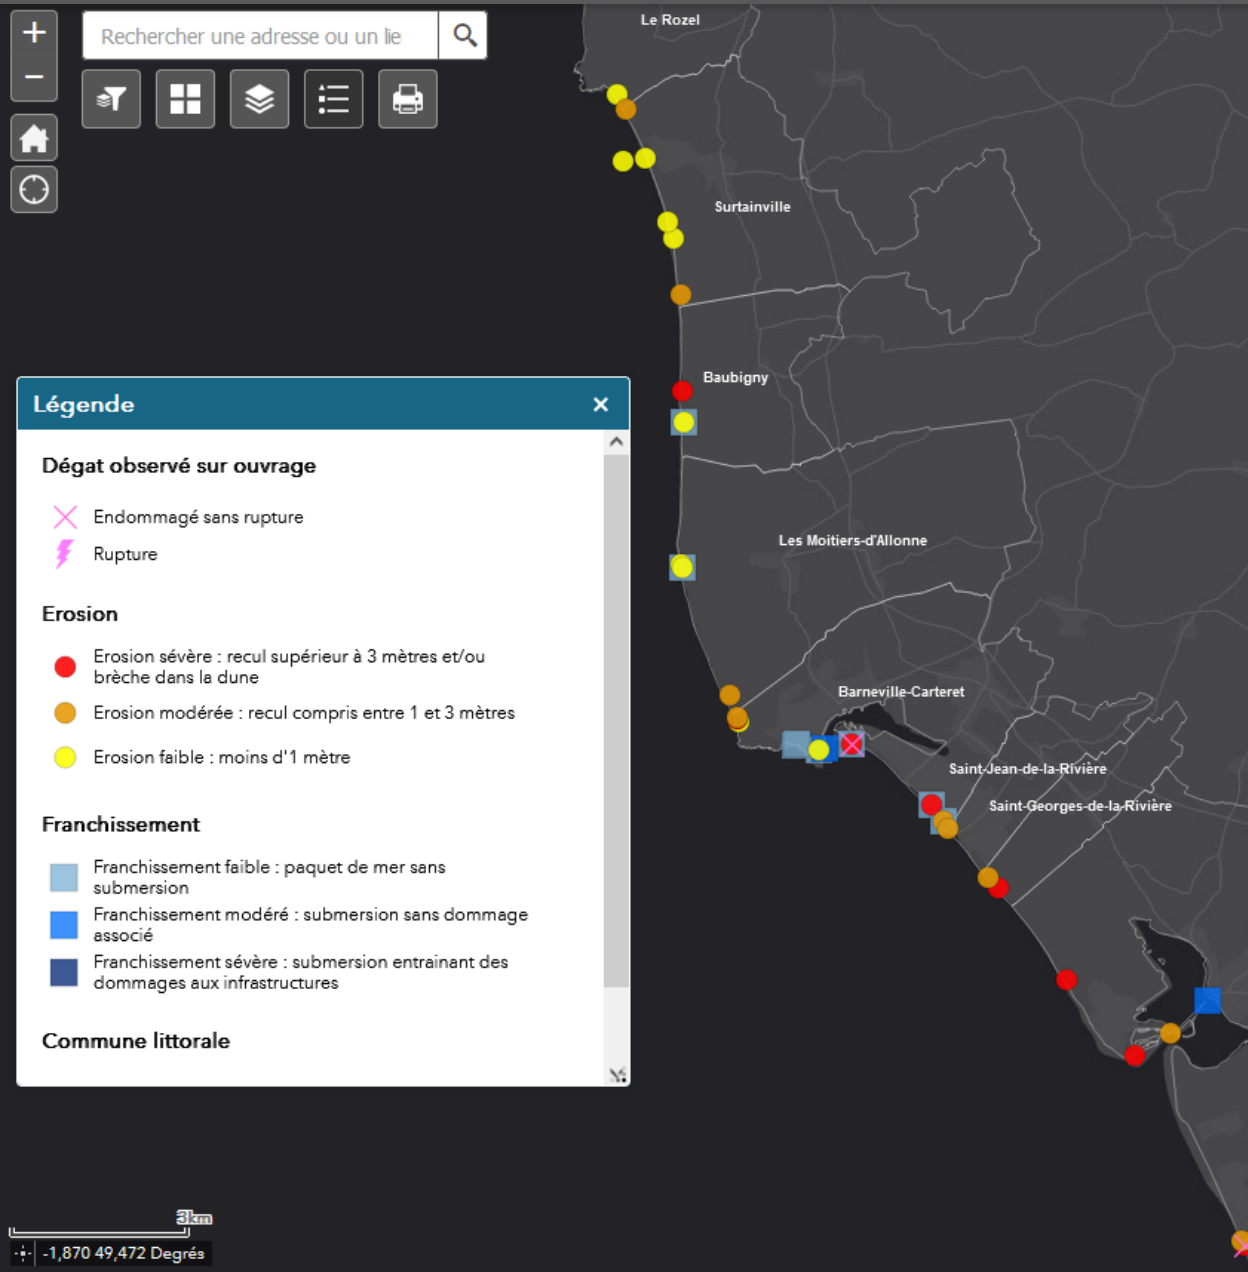 Le Rozel
Rechercher une adresse ou un lie
Surtainville
Baubigny
Légende
Dégat observé sur ouvrage
Endommagé sans rupture
Rupture
Les Moitiers-d'Allonne
Erosion
Erosion sévère : recul supérieur à 3 mètres et/ou
brèche dans la dune
Erosion modérée : recul compris entre 1 et 3 mètres
Erosion faible : moins d'1 mètre
Barneville-Carteret
Saint-Jean-de-la-Rivière
Saint-Georges-de-la-Rivière
Franchissement
Franchissement faible : paquet de mer sans
submersion
Franchissement modéré : submersion sans dommage
associé
Franchissement sévère : submersion entrainant des
dommages aux infrastructures
Commune littorale
3km
-1,870 49,472 Degrés